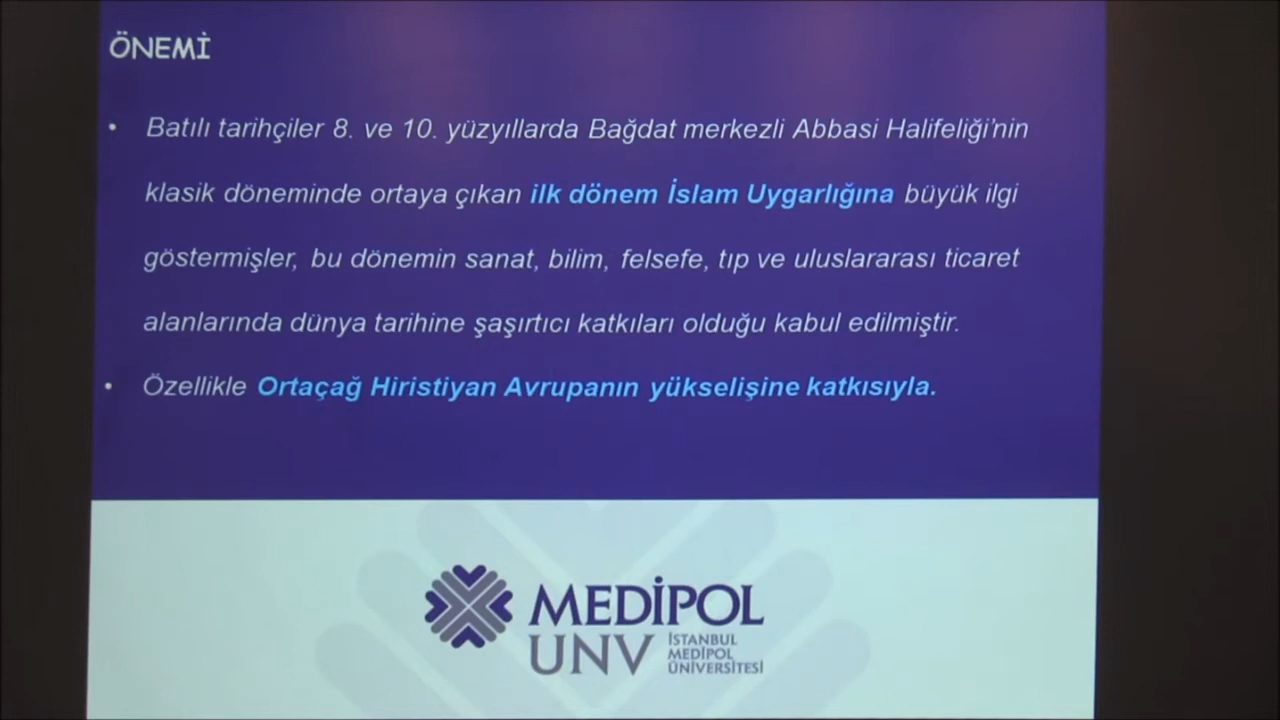 ÖNEMİ
• Batılı tarihçiler 8. ve 10. yüzyıllarda Bağdat merkezli Abbasi Halifeliği'nin
klasik döneminde ortaya çıkan ilk dönem İslam Uygarlığına büyük ilgi
göstermişler, bu dönemin sanat, bilim, felsefe, tıp ve uluslararası ticaret
alanlarında dünya tarihine şaşırtıcı katkıları olduğu kabul edilmiştir.
• Özellikle Ortaçağ Hiristiyan Avrupanın yükselişine katkısıyla.
MEDİPOL
UNV
İSTANBUL
MEDİPOL
ÜNİVERSİTESİ